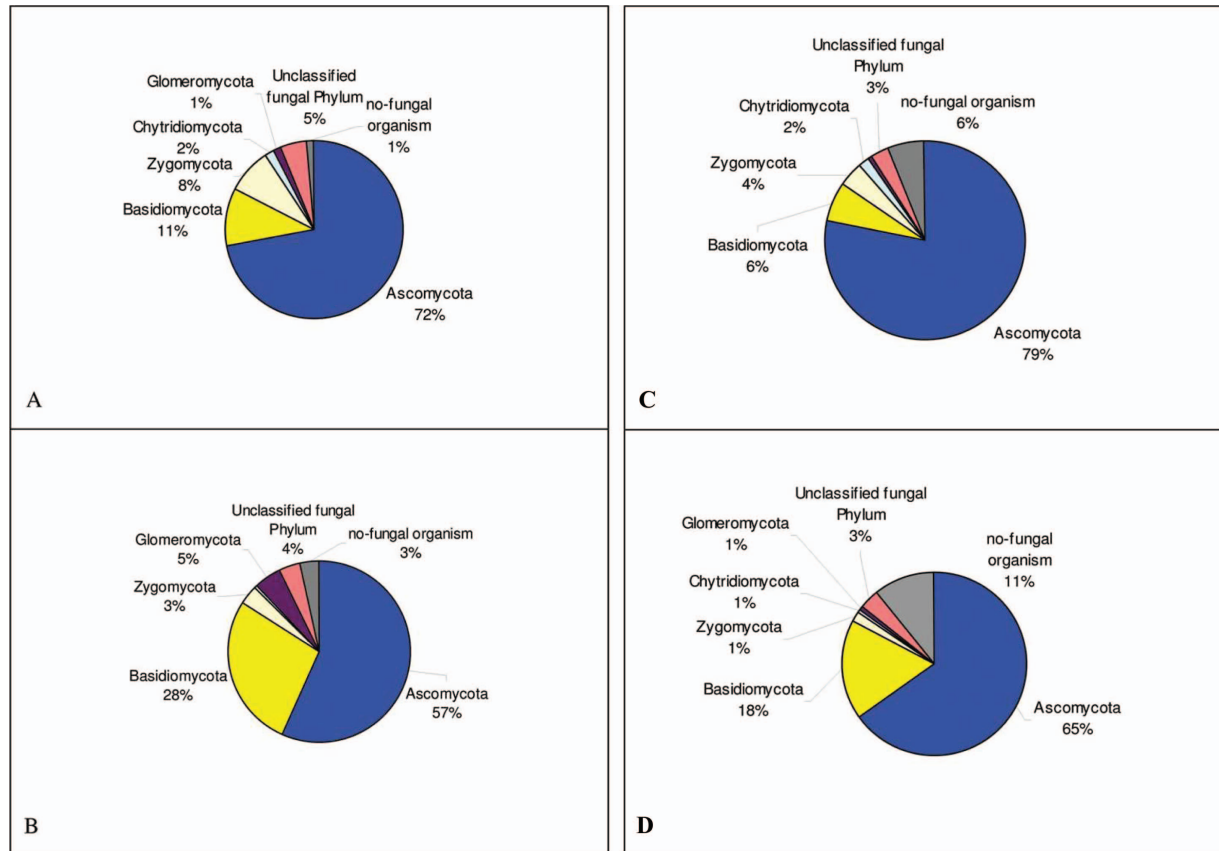 Glomeromycota
1%
Unclassified
fungal Phylum
5%
no-fungal
organism
1%
Chytridiomycota
2%
Zygomycota
8%
Basidiomycota
11%
Ascomycota
72%
A
Unclassified fungal
Phylum
4%
no-fungal organism
3%
Glomeromycota
5%
Zygomycota
3%
Basidiomycota
28%
Ascomycota
57%
B
Unclassified fungal
Phylum
3%
no-fungal organism
6%
Chytridiomycota
2%
Zygomycota
4%
Basidiomycota
6%
Ascomycota
79%
C
Unclassified fungal
Phylum
3%
no-fungal
organism
11%
Glomeromycota
1%
Chytridiomycota
1%
Zygomycota
1%
Basidiomycota
18%
Ascomycota
65%
D